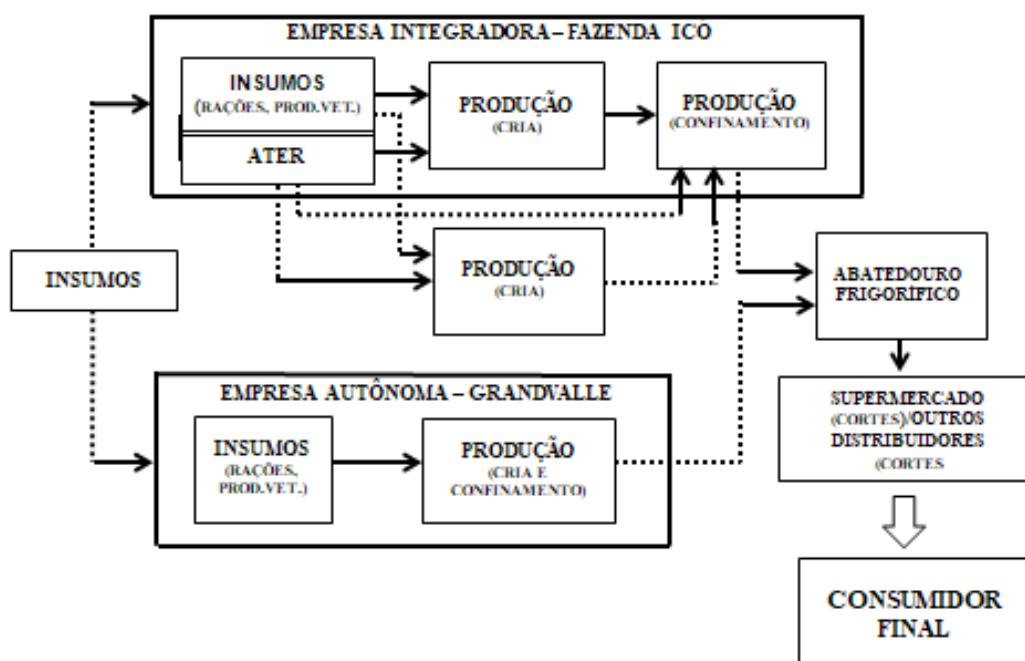 EMPRESA INTEGRADORA – FAZENDA ICÓ
INSUMOS
(RAÇÕES, PROD.VET.)
ATER
PRODUÇÃO
(CRIA)
PRODUÇÃO
(CONFINAMENTO)
INSUMOS
PRODUÇÃO
(CRIA)
ABATEDOURO
FRIGORÍFICO
EMPRESA AUTÔNOMA – GRANDVALLE
INSUMOS
(RAÇÕES,
PROD.VET.)
PRODUÇÃO
(CRIA E
CONFINAMENTO)
SUPERMERCADO
(CORTES)/OUTROS
DISTRIBUIDORES
(CORTES
CONSUMIDOR
FINAL